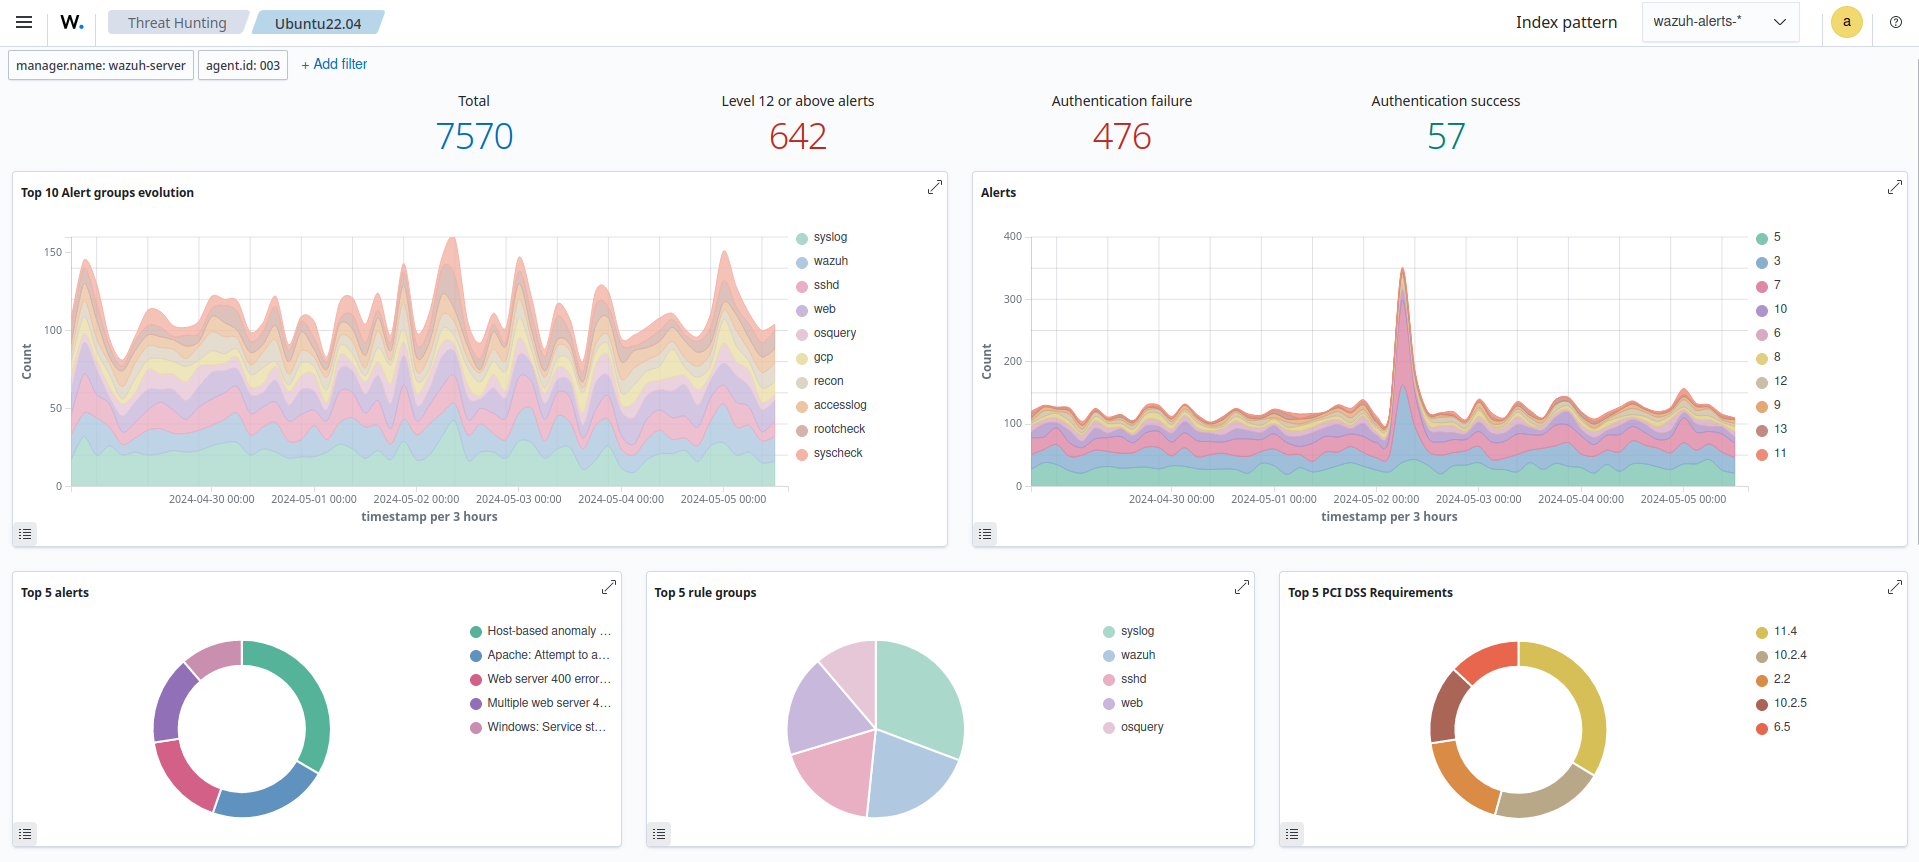 W.
Threat Hunting
Ubuntu22.04
Index pattern
wazuh-alerts-*
a
manager.name: wazuh-server
agent.id: 003
+ Add filter
Total
7570
Level 12 or above alerts
642
Authentication failure
476
Authentication success
57
Top 10 Alert groups evolution
150
100
50
0
Count
2024-04-30 00:00
2024-05-01 00:00
2024-05-02 00:00
2024-05-03 00:00
2024-05-04 00:00
2024-05-05 00:00
timestamp per 3 hours
syslog
wazuh
sshd
web
osquery
gcp
recon
accesslog
rootcheck
syscheck
Alerts
400
300
200
100
0
Count
2024-04-30 00:00
2024-05-01 00:00
2024-05-02 00:00
2024-05-03 00:00
2024-05-04 00:00
2024-05-05 00:00
timestamp per 3 hours
5
3
7
10
6
8
12
9
13
11
Top 5 alerts
Host-based anomaly ...
Apache: Attempt to a...
Web server 400 error...
Multiple web server 4...
Windows: Service st...
Top 5 rule groups
syslog
wazuh
sshd
web
osquery
Top 5 PCI DSS Requirements
11.4
10.2.4
2.2
10.2.5
6.5